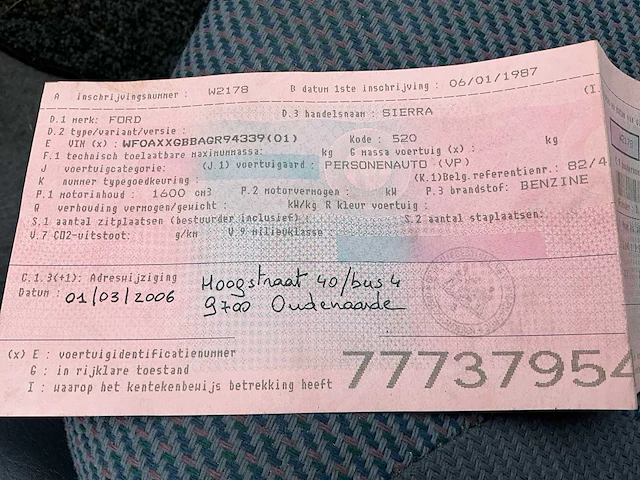 A inschrijvingsnummer : W2178 B datum 1ste inschrijving : 06/01/1987 (I.
D.1 merk: FORD D.3 handelsnaam : SIERRA
D.2 type/variant/versie :
E VIN (x) : WFOAXXGBBAGR94339(01) Kode : 520
F.1 technisch toelaatbare maximummassa: kg G massa voertuig (x) : kg
J voertuigcategorie: (J.1) voertuigaard : PERSONENAUTO (VP)
K nummer typegoedkeuring : (K.1)Belg.referentienr.: 82/4
P.1 motorinhoud : 1600 cm3 P.2 motorvermogen : kW P.3 brandstof: BENZINE
Q verhouding vermogen/gewicht : kW/kg R kleur voertuig :
S.1 aantal zitplaatsen (bestuurder inclusief) : S.2 aantal staplaatsen:
V.7 CO2-uitstoot: g/km V.9 milieuklasse :
C.1.3(+1): Adreswijziging
Datum : 01/03/2006 Hoogstraat 40/bus 4
9700 Oudenaarde
(x) E : voertuigidentificatienummer
G : in rijklare toestand
I : waarop het kentekenbewijs betrekking heeft
77737954